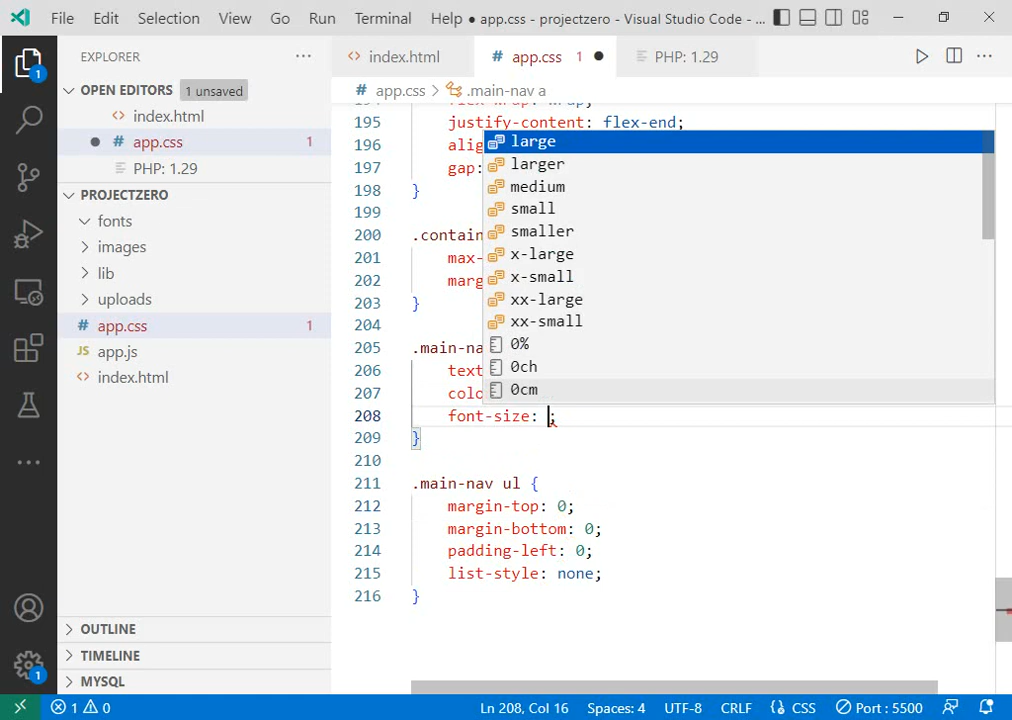 File Edit Selection View Go Run Terminal Help ● app.css - projectzero - Visual Studio Code - ...
EXPLORER
OPEN EDITORS 1 unsaved
index.html
app.css 1
PHP: 1.29
PROJECTZERO
fonts
images
lib
uploads
app.css 1
app.js
index.html
OUTLINE
TIMELINE
MYSQL
1
1
index.html app.css 1 PHP: 1.29
app.css > .main-nav a
195 justify-content: flex-end;
196 alig
197 gap:
198 }
199
200 .contain
201 max-
202 marg
203 }
204
205 .main-na
206 text
207 colo
208 font-size: ;
209 }
210
211 .main-nav ul {
212 margin-top: 0;
213 margin-bottom: 0;
214 padding-left: 0;
215 list-style: none;
216 }
large
larger
medium
small
smaller
x-large
x-small
xx-large
xx-small
0%
0ch
0cm
1 0 Ln 208, Col 16 Spaces: 4 UTF-8 CRLF {} CSS Port : 5500